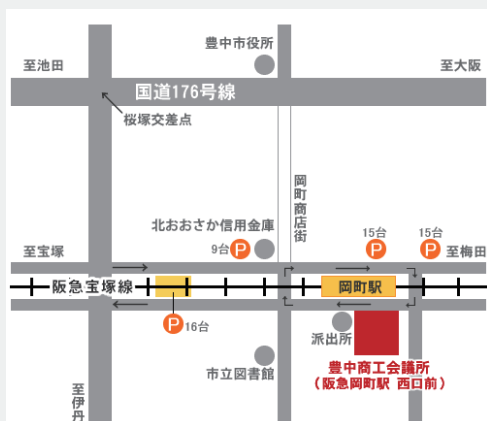 豊中市役所
至池田
至大阪
国道176号線
桜塚交差点
岡町商店街
北おおさか信用金庫
9台 P
15台
P
15台
P
至宝塚
至梅田
阪急宝塚線
岡町駅
P 16台
派出所
市立図書館
豊中商工会議所
（阪急岡町駅 西口前）
至伊丹